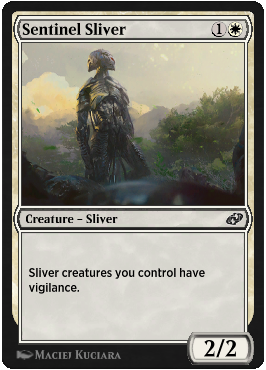 Sentinel Sliver 1
Creature – Sliver
Sliver creatures you control have
vigilance.
Maciej Kuciara
2/2